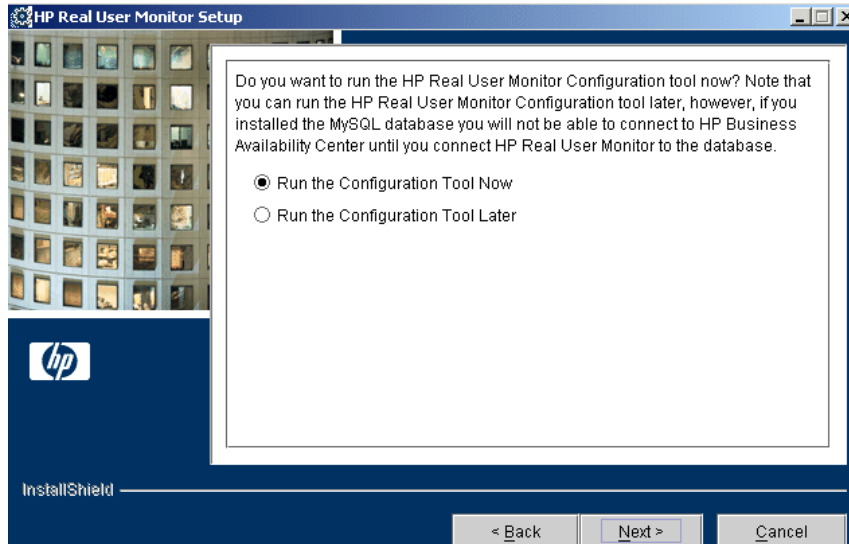 HP Real User Monitor Setup
Do you want to run the HP Real User Monitor Configuration tool now? Note that
you can run the HP Real User Monitor Configuration tool later, however, if you
installed the MySQL database you will not be able to connect to HP Business
Availability Center until you connect HP Real User Monitor to the database.
Run the Configuration Tool Now
Run the Configuration Tool Later
hp
InstallShield
< Back
Next >
Cancel